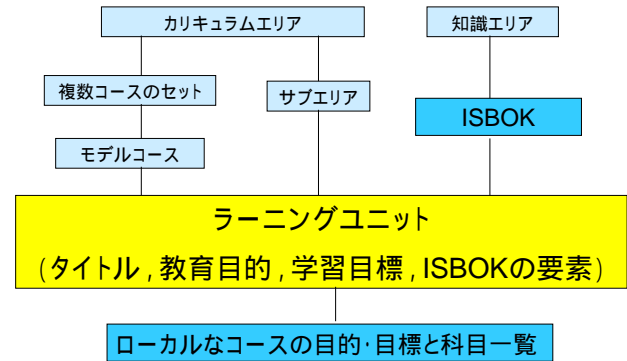 カリキュラムエリア
知識エリア
複数コースのセット
サブエリア
ISBOK
モデルコース
ラーニングユニット
(タイトル,教育目的,学習目標,ISBOKの要素)
ローカルなコースの目的・目標と科目一覧